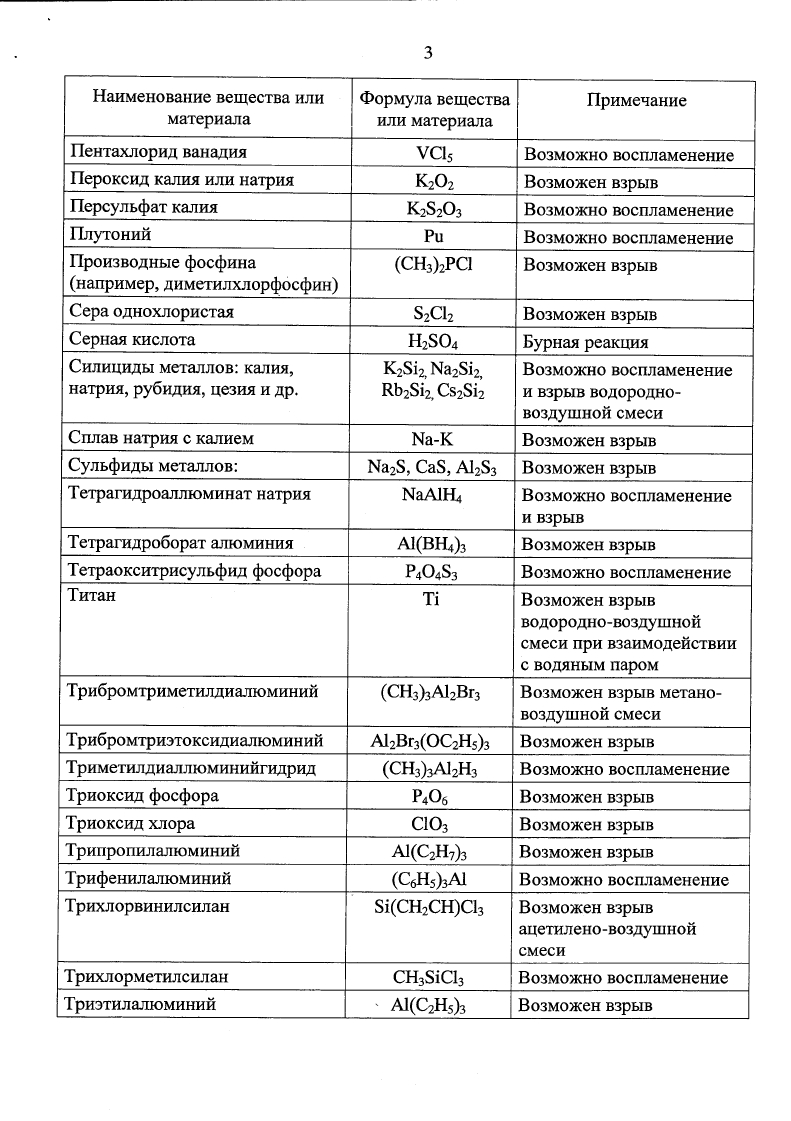 3
Наименование вещества или материала | Формула вещества или материала | Примечание
Пентахлорид ванадия | VCl₅ | Возможно воспламенение
Пероксид калия или натрия | K₂O₂ | Возможен взрыв
Персульфат калия | K₂S₂O₃ | Возможно воспламенение
Плутоний | Pu | Возможно воспламенение
Производные фосфина (например, диметилхлорфосфин) | (CH₃)₂PCl | Возможен взрыв
Сера однохлористая | S₂Cl₂ | Возможен взрыв
Серная кислота | H₂SO₄ | Бурная реакция
Силициды металлов: калия, натрия, рубидия, цезия и др. | K₂Si₂, Na₂Si₂, Rb₂Si₂, Cs₂Si₂ | Возможно воспламенение и взрыв водородно-воздушной смеси
Сплав натрия с калием | Na-K | Возможен взрыв
Сульфиды металлов: | Na₂S, CaS, Al₂S₃ | Возможен взрыв
Тетрагидроаллюминат натрия | NaAlH₄ | Возможно воспламенение и взрыв
Тетрагидроборат алюминия | Al(BH₄)₃ | Возможен взрыв
Тетраокситрисульфид фосфора | P₄O₄S₃ | Возможно воспламенение
Титан | Ti | Возможен взрыв водородно-воздушной смеси при взаимодействии с водяным паром
Трибромтриметилдиалюминий | (CH₃)₃Al₂Br₃ | Возможен взрыв метано-воздушной смеси
Трибромтриэтоксидиалюминий | Al₂Br₃(OC₂H₅)₃ | Возможен взрыв
Триметилдиаллюминийгидрид | (CH₃)₃Al₂H₃ | Возможно воспламенение
Триоксид фосфора | P₄O₆ | Возможен взрыв
Триоксид хлора | ClO₃ | Возможен взрыв
Трипропилалюминий | Al(C₂H₇)₃ | Возможен взрыв
Трифенилалюминий | (C₆H₅)₃Al | Возможно воспламенение
Трихлорвинилсилан | Si(CH₂CH)Cl₃ | Возможен взрыв ацетилено-воздушной смеси
Трихлорметилсилан | CH₃SiCl₃ | Возможно воспламенение
Триэтилалюминий | Al(C₂H₅)₃ | Возможен взрыв